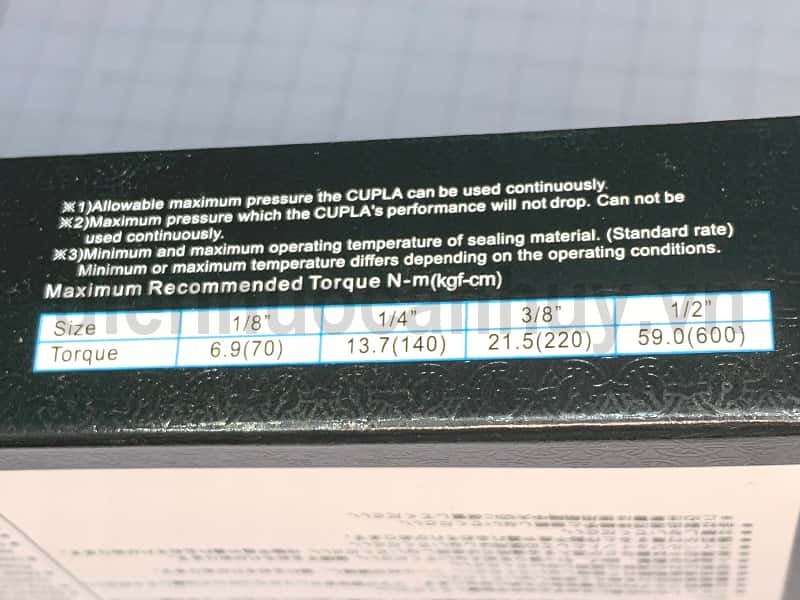 ※1)Allowable maximum pressure the CUPLA can be used continuously.
※2)Maximum pressure which the CUPLA's performance will not drop. Can not be
used continuously.
※3)Minimum and maximum operating temperature of sealing material. (Standard rate)
Minimum or maximum temperature differs depending on the operating conditions.
Maximum Recommended Torque N-m(kgf-cm)
Size 1/8" 1/4" 3/8" 1/2"
Torque 6.9(70) 13.7(140) 21.5(220) 59.0(600)